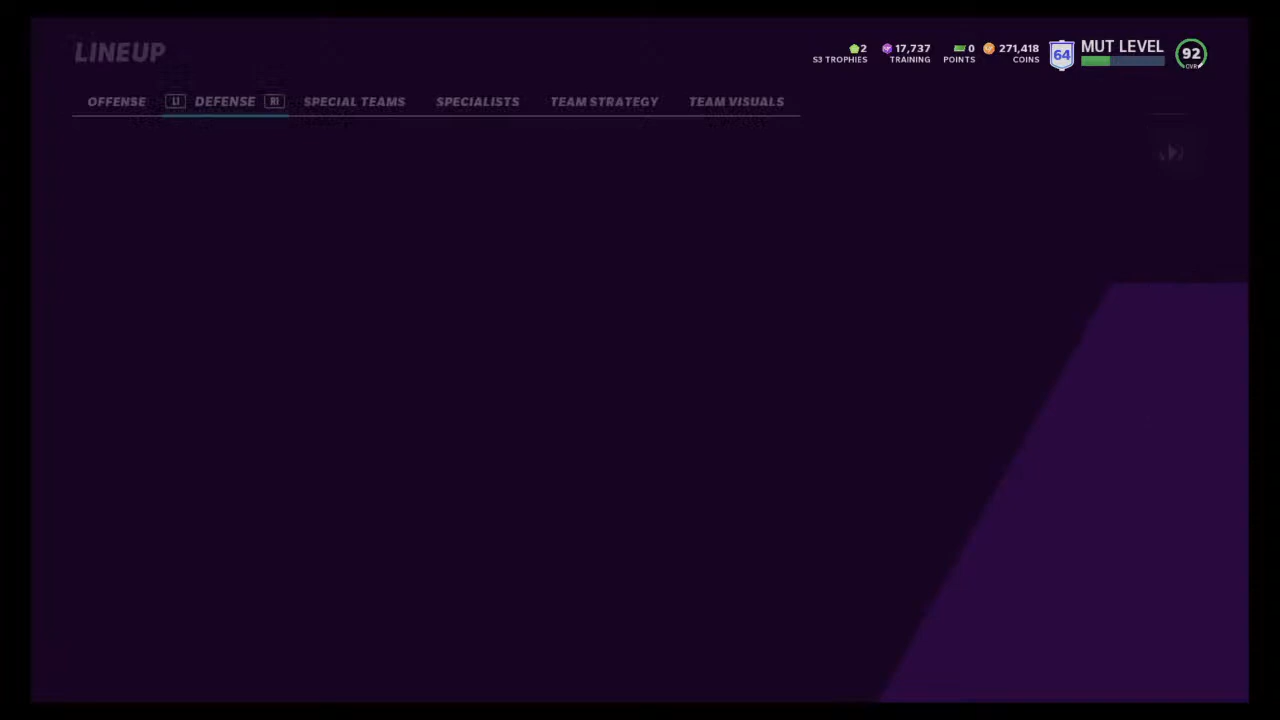 LINEUP
2 17,737 0 271,418 64 MUT LEVEL 92
S3 TROPHIES TRAINING POINTS COINS OVR
OFFENSE L1 DEFENSE R1 SPECIAL TEAMS SPECIALISTS TEAM STRATEGY TEAM VISUALS